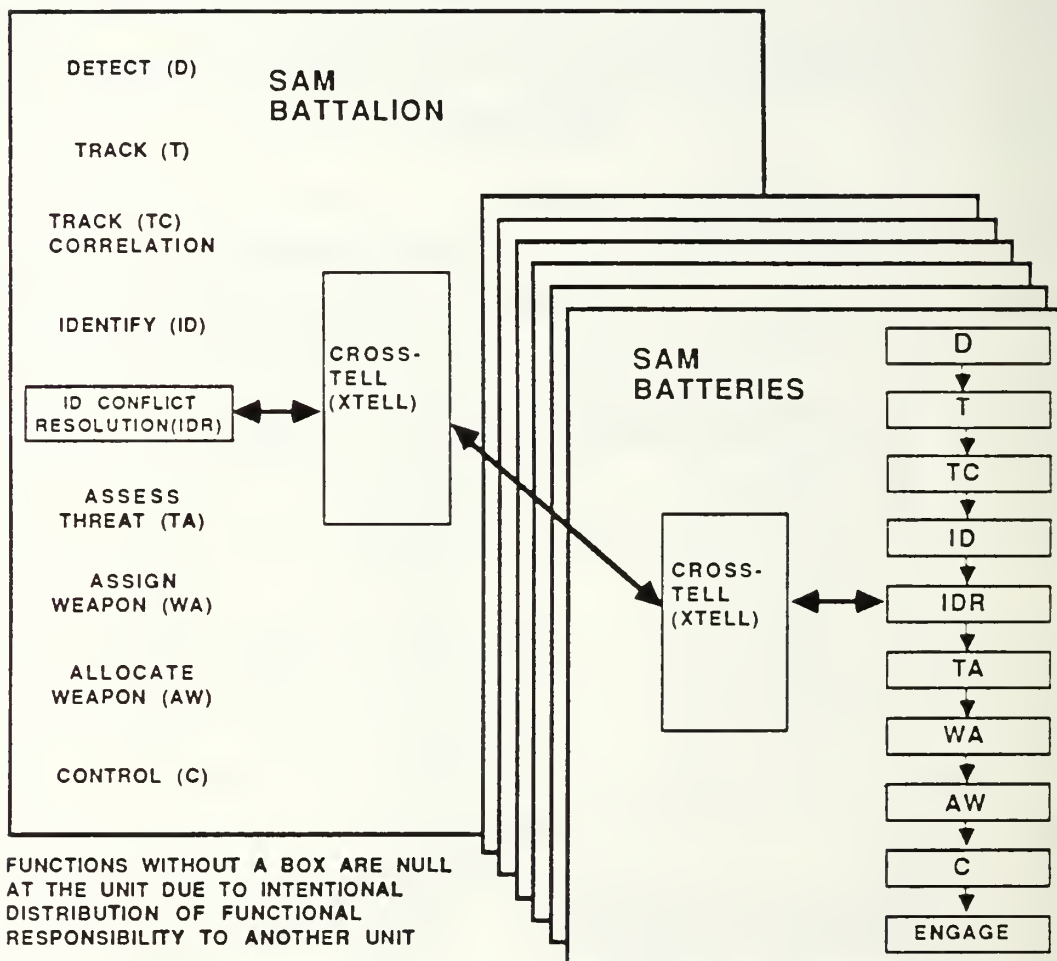 DETECT (D)
SAM
BATTALION
TRACK (T)
TRACK (TC)
CORRELATION
IDENTIFY (ID)
CROSS-
TELL
(XTELL)
ID CONFLICT
RESOLUTION(IDR)
ASSESS
THREAT (TA)
ASSIGN
WEAPON (WA)
ALLOCATE
WEAPON (AW)
CONTROL (C)
SAM
BATTERIES
CROSS-
TELL
(XTELL)
D
T
TC
ID
IDR
TA
WA
AW
C
ENGAGE
FUNCTIONS WITHOUT A BOX ARE NULL
AT THE UNIT DUE TO INTENTIONAL
DISTRIBUTION OF FUNCTIONAL
RESPONSIBILITY TO ANOTHER UNIT